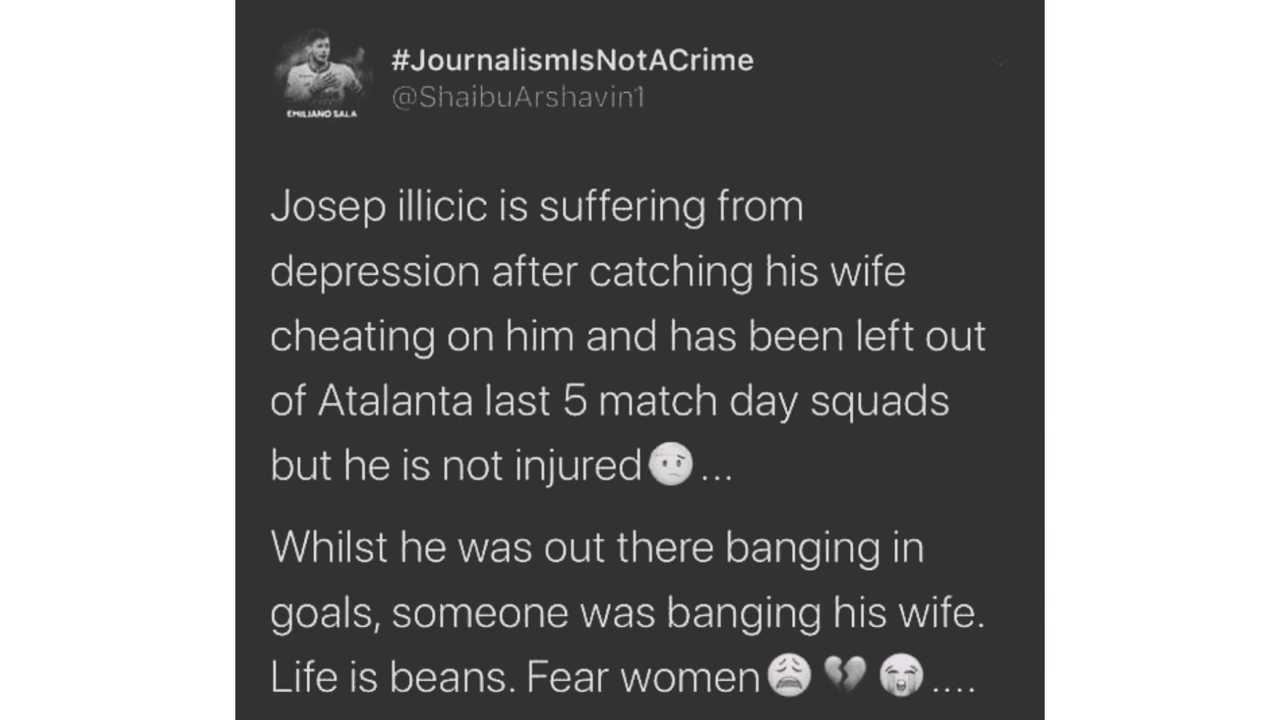 #JournalismIsNotACrime
@ShaibuArshavin1
EMILIANO SALA
Josep illicic is suffering from
depression after catching his wife
cheating on him and has been left out
of Atalanta last 5 match day squads
but he is not injured🤕...
Whilst he was out there banging in
goals, someone was banging his wife.
Life is beans. Fear women😩💔😭....